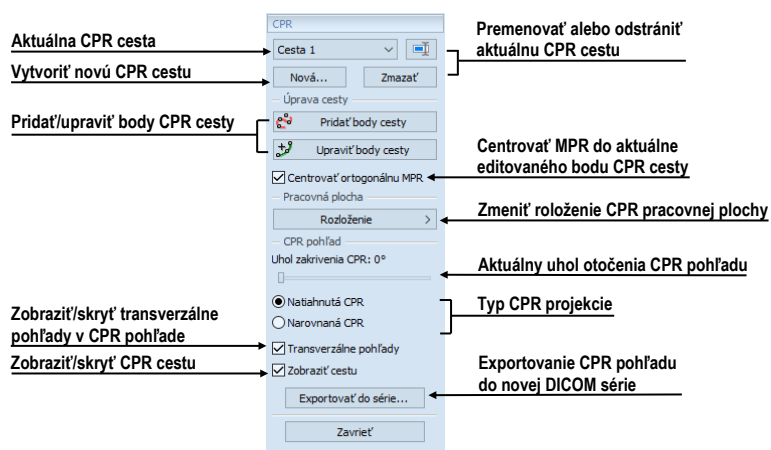 CPR
Aktuálna CPR cesta
Cesta 1
Premenovať alebo odstrániť
aktuálnu CPR cestu
Vytvoriť novú CPR cestu
Nová...
Zmazať
Úprava cesty
Pridať/upraviť body CPR cesty
Pridať body cesty
Upraviť body cesty
Centrovať ortogonálnu MPR
Centrovať MPR do aktuálne
editovaného bodu CPR cesty
Pracovná plocha
Rozloženie
Zmeniť roloženie CPR pracovnej plochy
CPR pohľad
Uhol zakrivenia CPR: 0°
Aktuálny uhol otočenia CPR pohľadu
Natiahnutá CPR
Narovnaná CPR
Typ CPR projekcie
Zobraziť/skryť transverzálne
pohľady v CPR pohľade
Transverzálne pohľady
Zobraziť/skryť CPR cestu
Zobraziť cestu
Exportovanie CPR pohľadu
do novej DICOM série
Exportovať do série...
Zavrieť